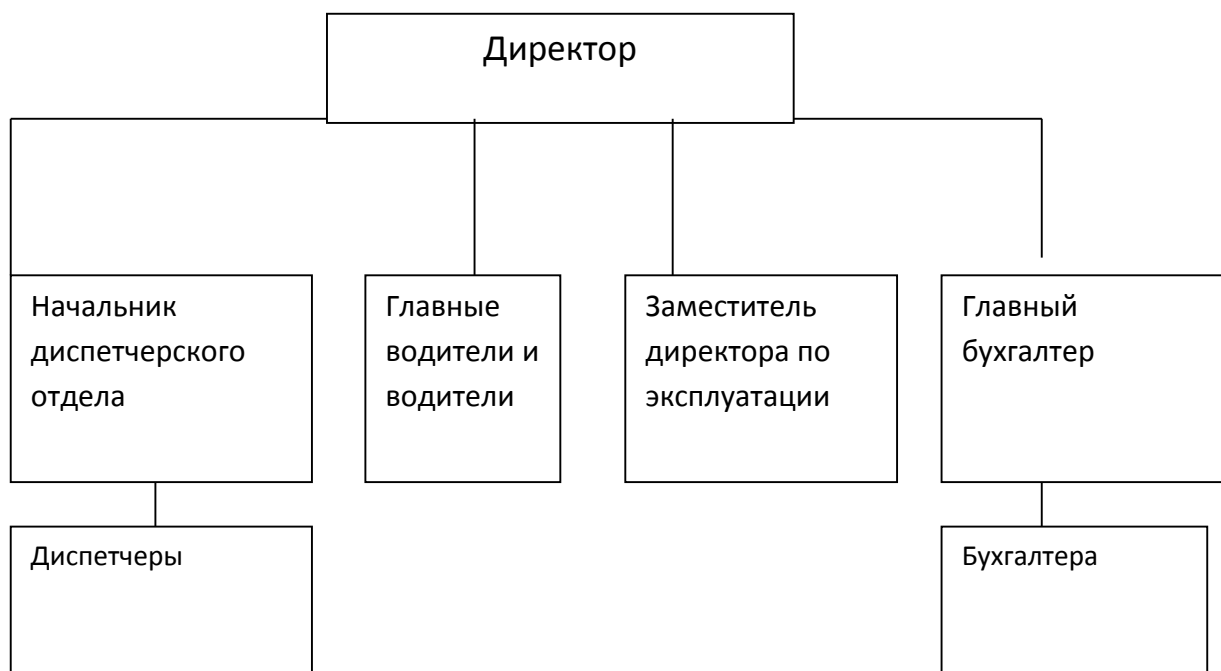 Директор
Начальник
диспетчерского
отдела
Главные
водители и
водители
Заместитель
директора по
эксплуатации
Главный
бухгалтер
Диспетчеры
Бухгалтера